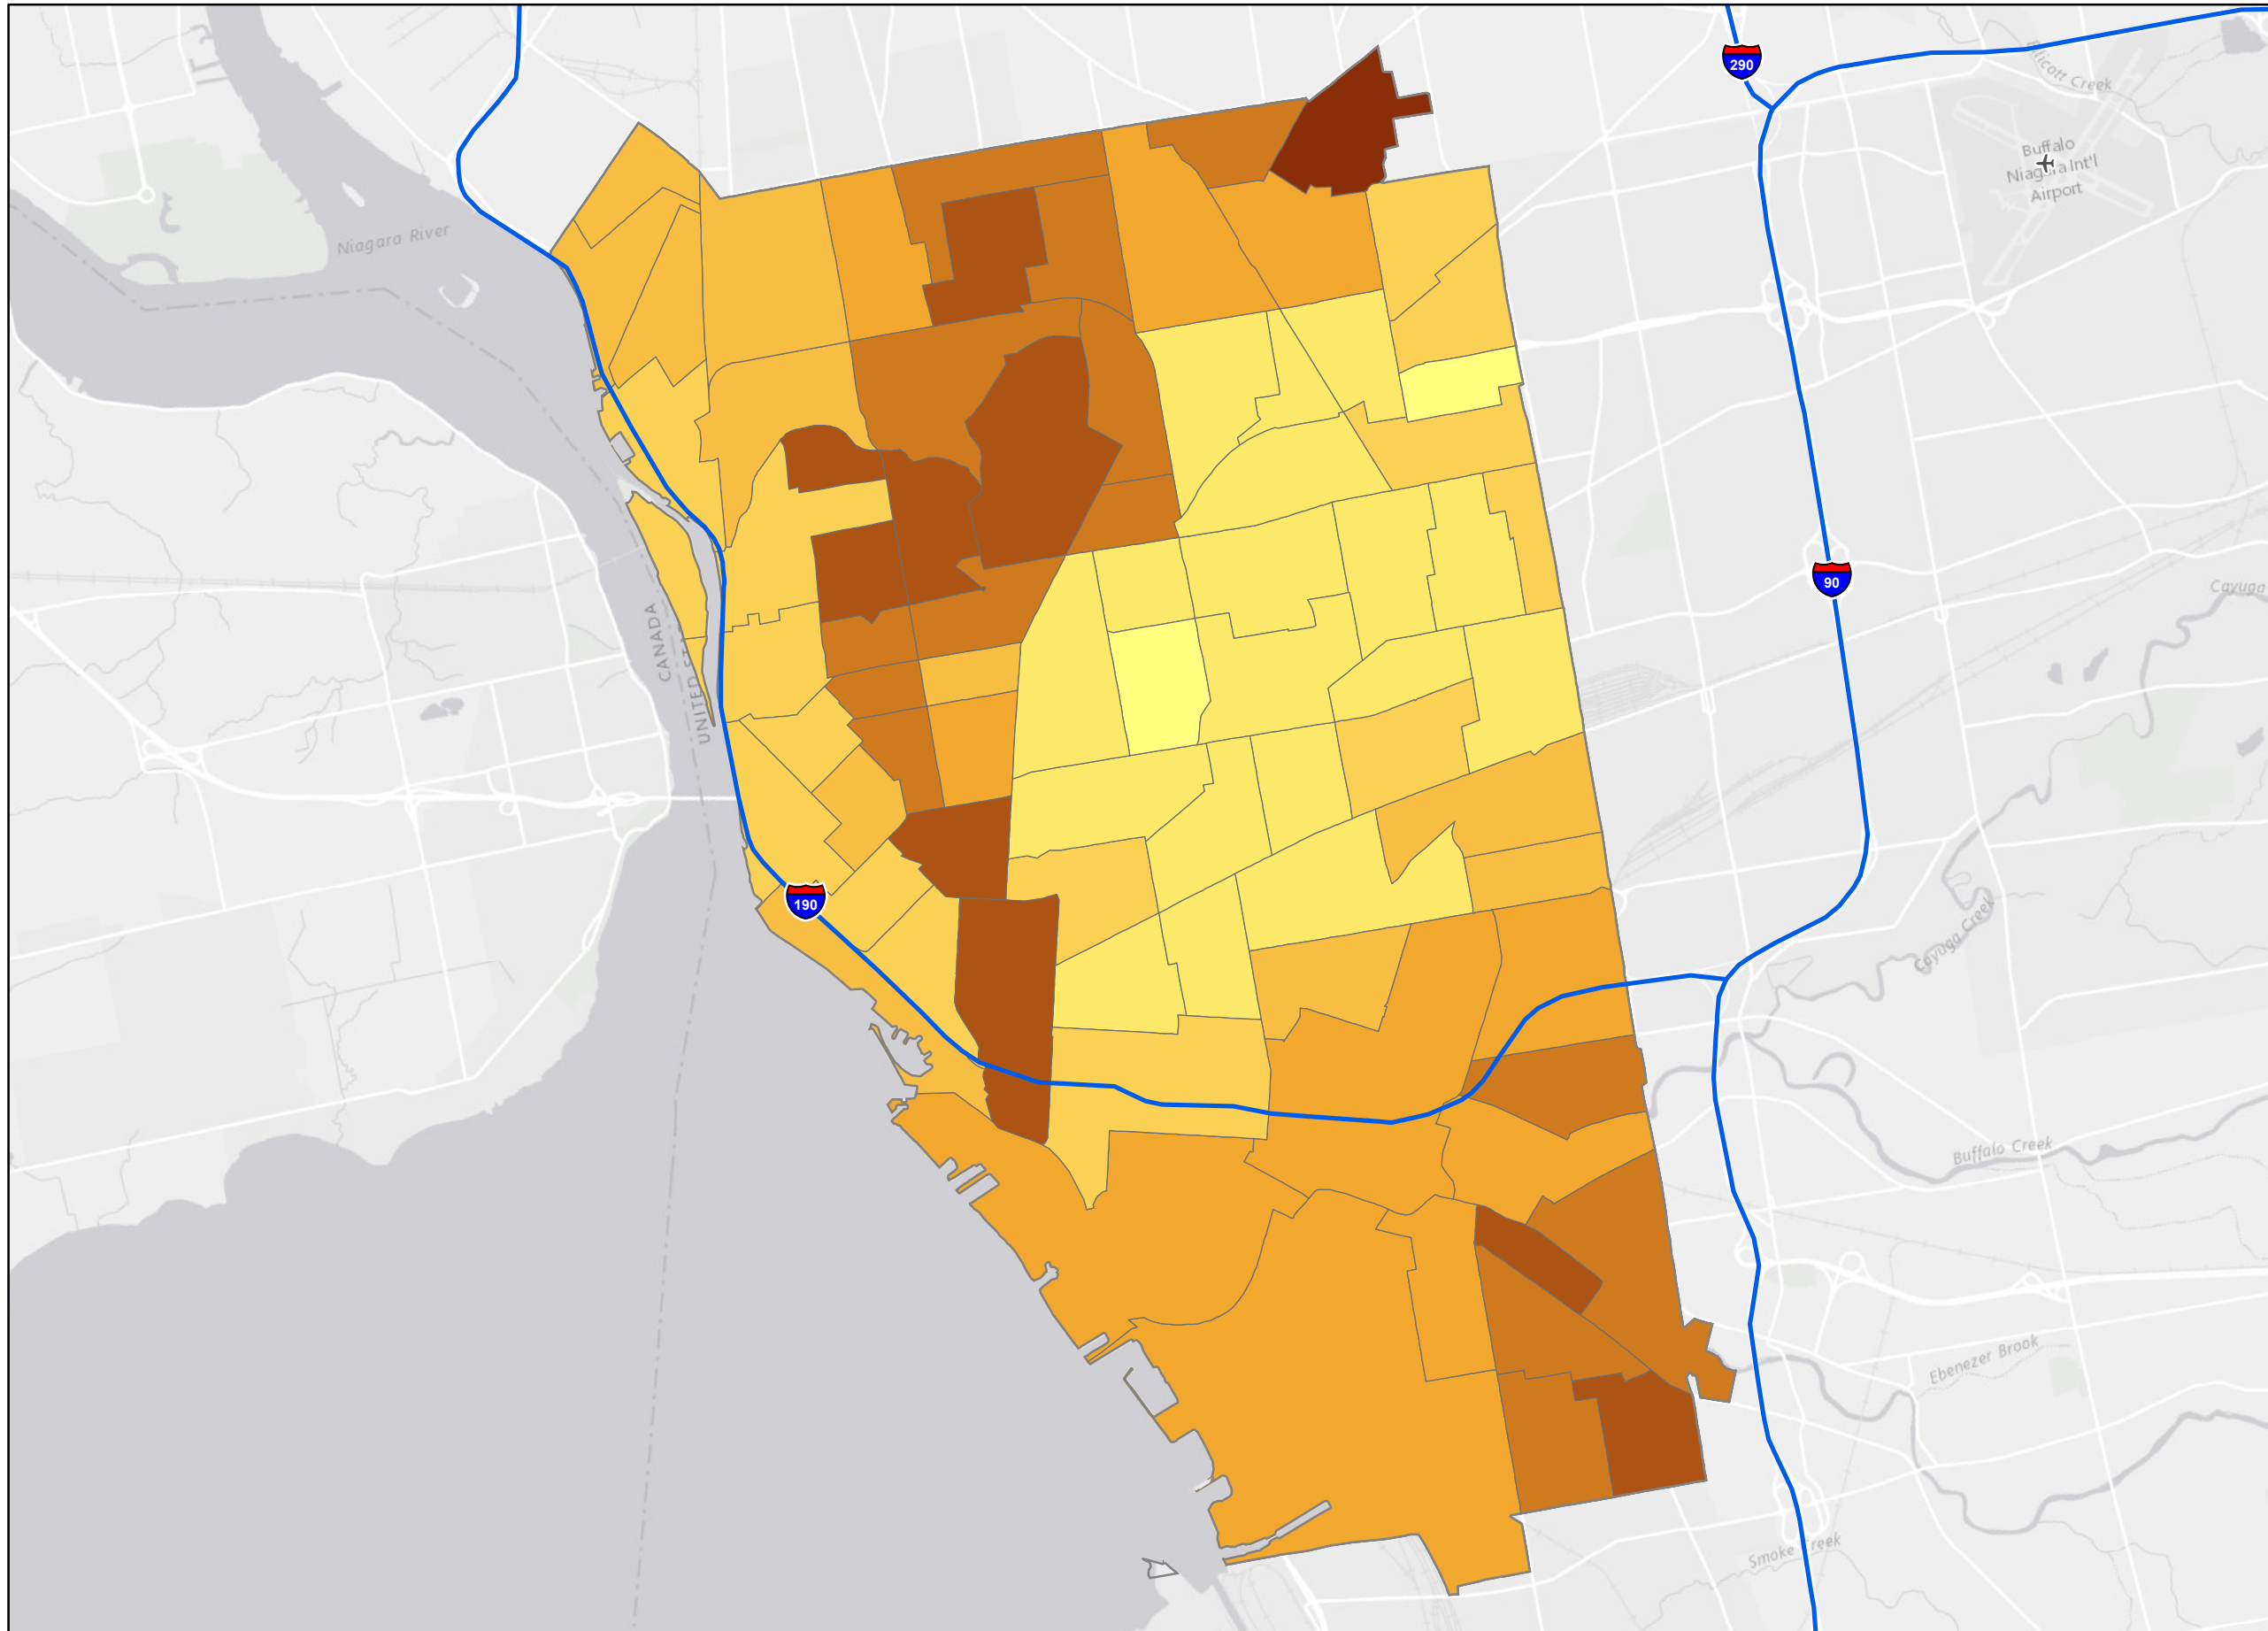 290
Ellicott Creek
Buffalo
Niagara Int'l
Airport
Niagara River
90
Cayuga
CANADA
UNITED ST
190
Cayuga Creek
Buffalo Creek
Ebenezer Brook
Smoke Creek